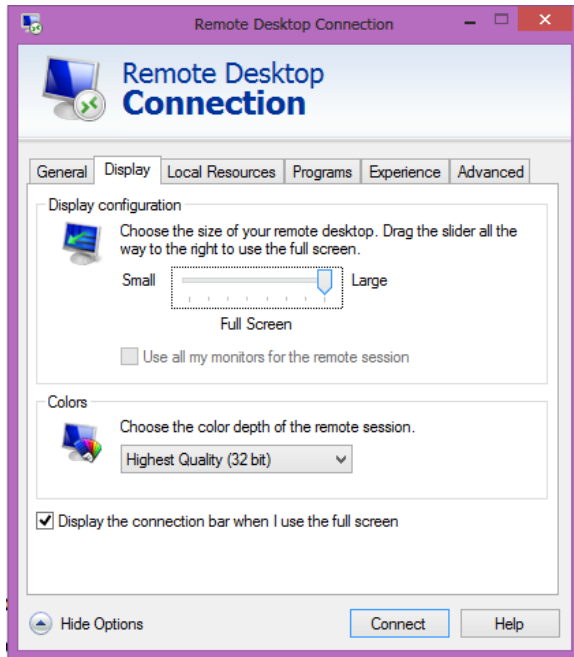 Remote Desktop Connection
Remote Desktop
Connection
General Display Local Resources Programs Experience Advanced
Display configuration
Choose the size of your remote desktop. Drag the slider all the
way to the right to use the full screen.
Small Large
Full Screen
Use all my monitors for the remote session
Colors
Choose the color depth of the remote session.
Highest Quality (32 bit)
Display the connection bar when I use the full screen
Hide Options Connect Help